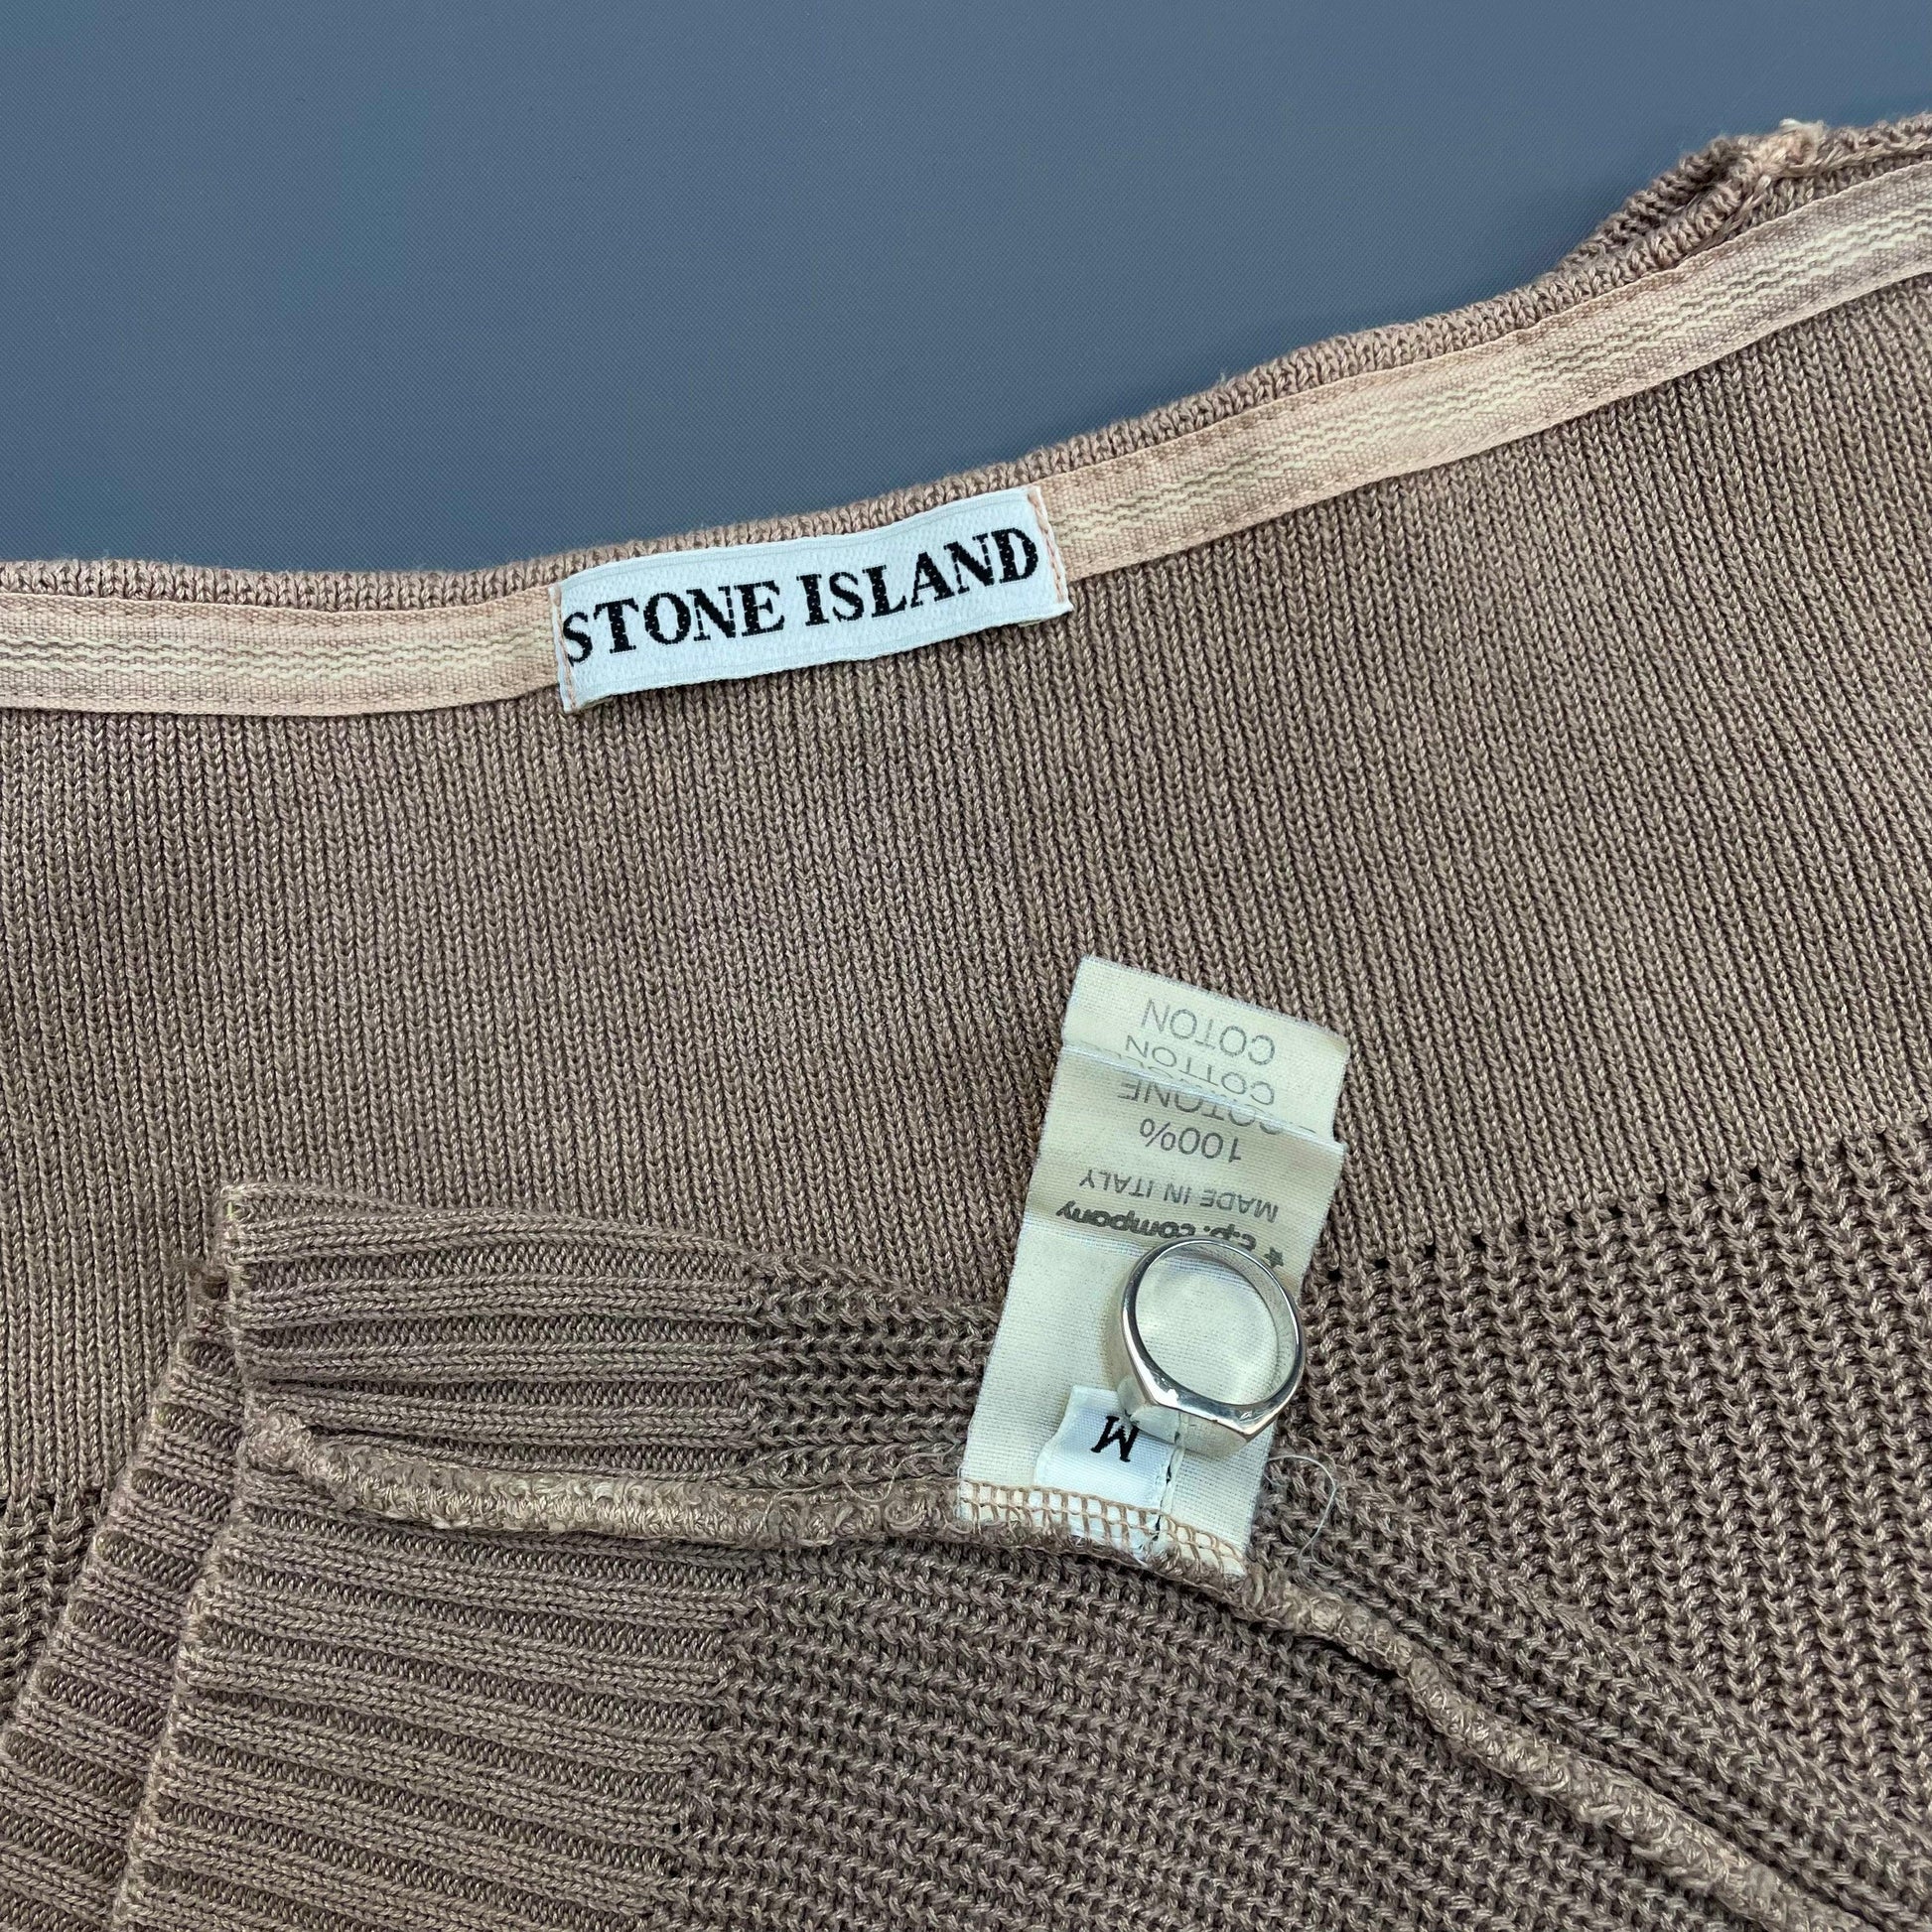 STONE ISLAND
M
★ c.p. company
MADE IN ITALY
100%
COTONE
COTTON
COTON